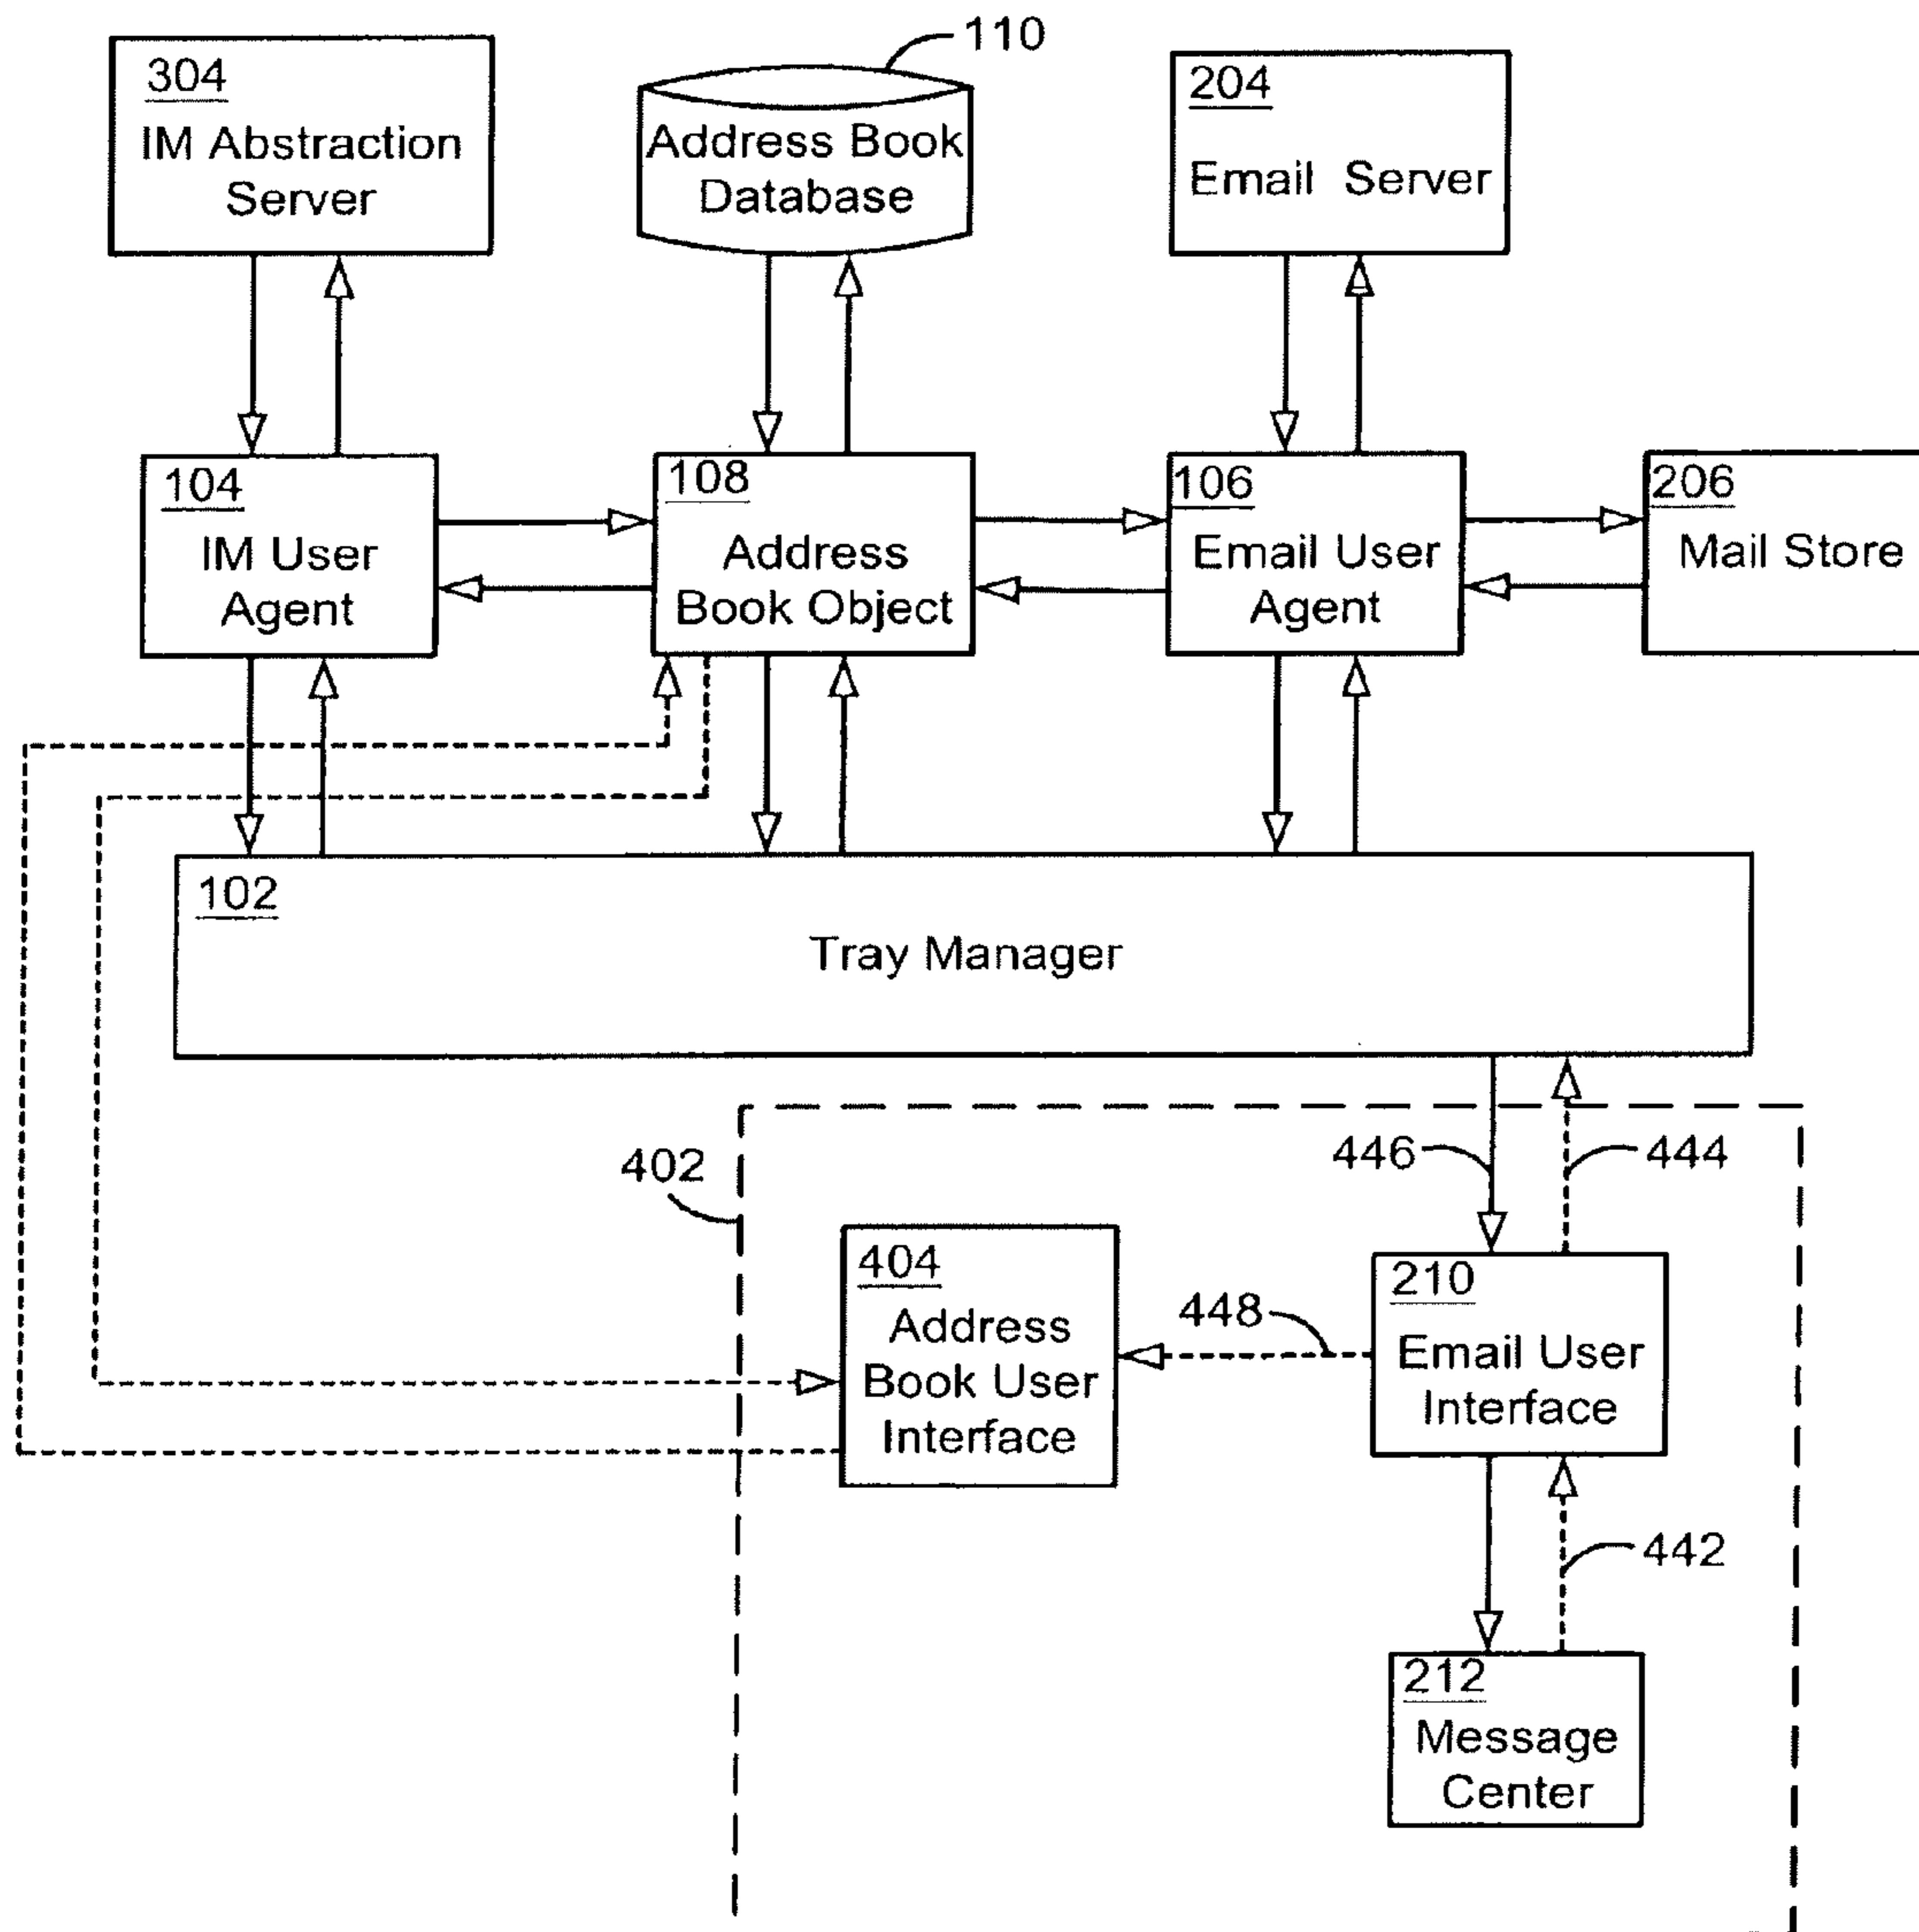 110
304
IM Abstraction
Server
Address Book
Database
204
Email Server
104
IM User
Agent
108
Address
Book Object
106
Email User
Agent
206
Mail Store
102
Tray Manager
402
446
444
404
Address
Book User
Interface
448
210
Email User
Interface
442
212
Message
Center